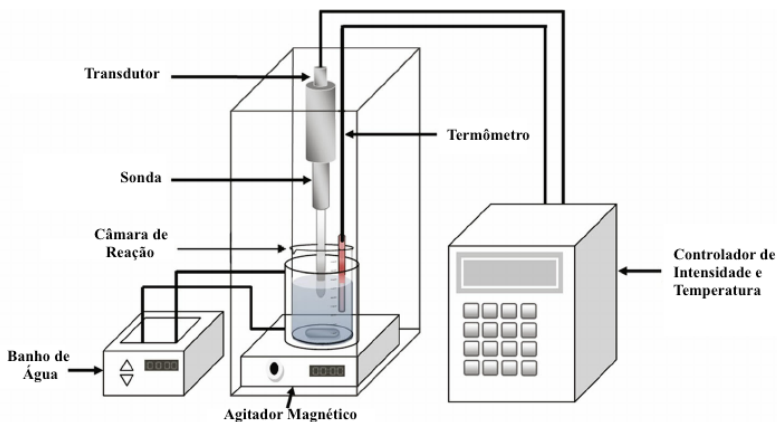 Transdutor
Termômetro
Sonda
Câmara de
Reação
Controlador de
Intensidade e
Temperatura
Banho de
Água
Agitador Magnético